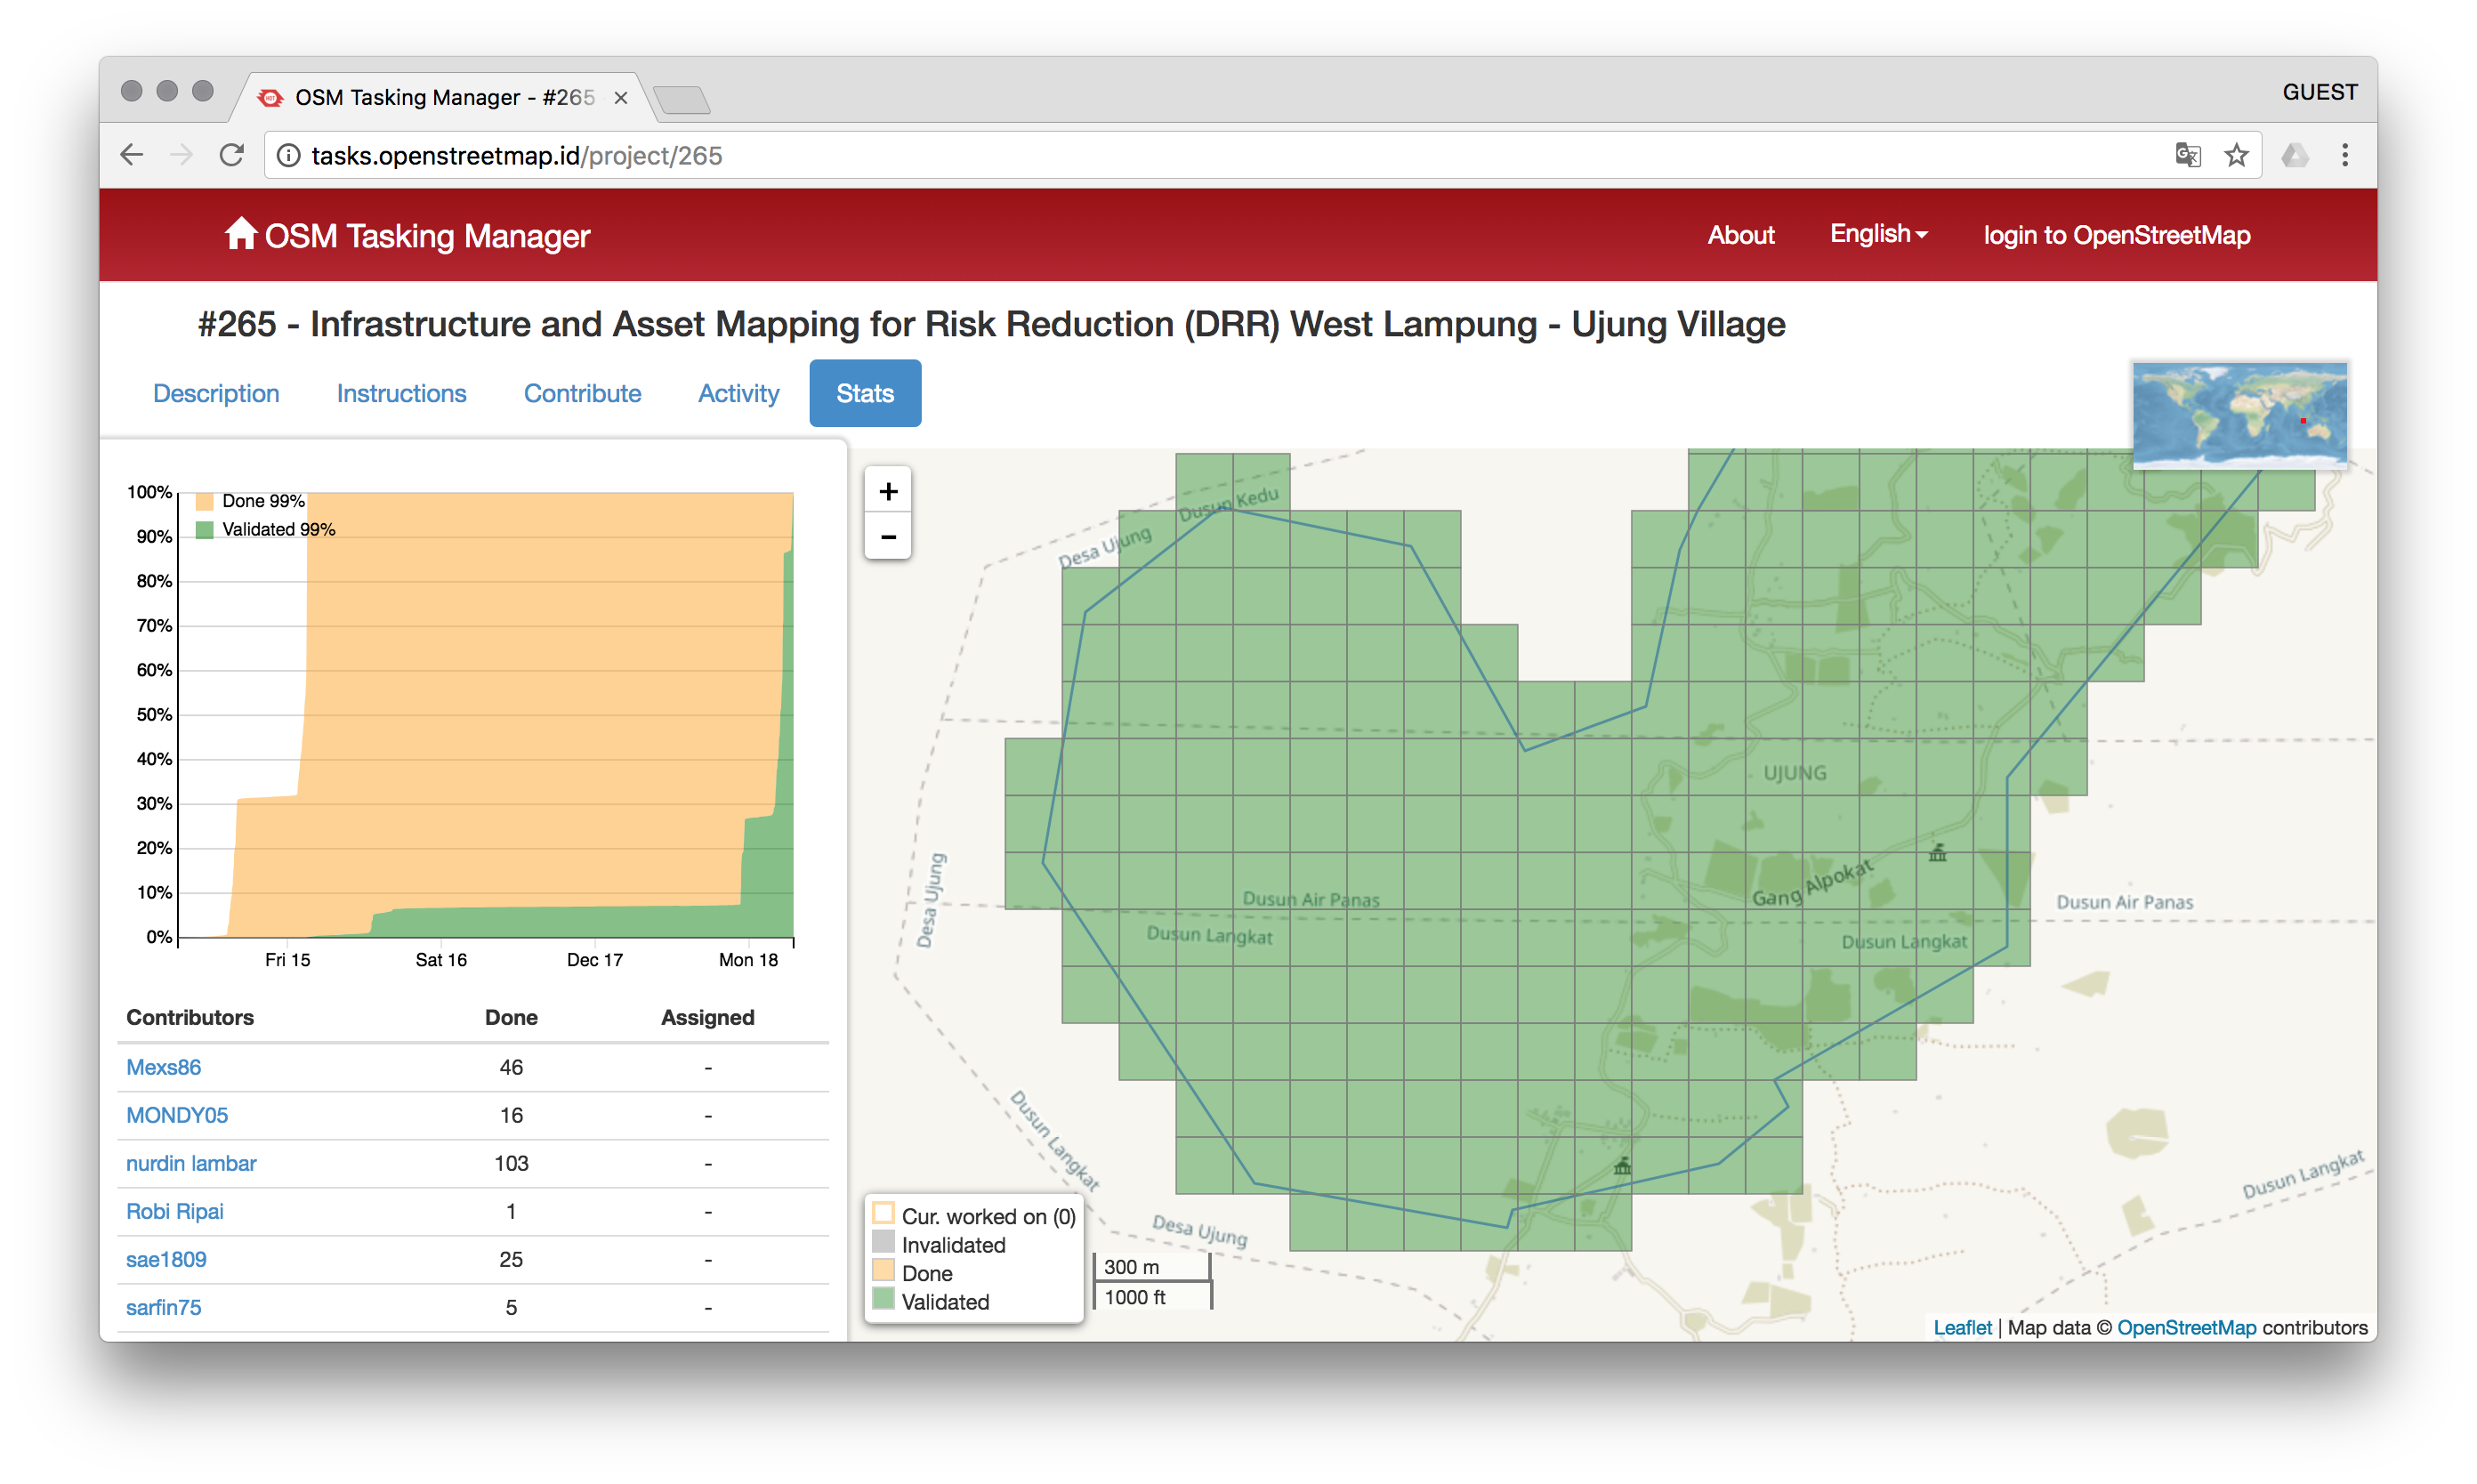 OSM Tasking Manager - #265
GUEST
tasks.openstreetmap.id/project/265
OSM Tasking Manager
About
English
login to OpenStreetMap
#265 - Infrastructure and Asset Mapping for Risk Reduction (DRR) West Lampung - Ujung Village
Description
Instructions
Contribute
Activity
Stats
100%
90%
80%
70%
60%
50%
40%
30%
20%
10%
0%
Done 99%
Validated 99%
Fri 15
Sat 16
Dec 17
Mon 18
Contributors Done Assigned
Mexs86 46 -
MONDY05 16 -
nurdin lambar 103 -
Robi Ripai 1 -
sae1809 25 -
sarfin75 5 -
+
-
Dusun Kedu
Desa Ujung
UJUNG
Desa Ujung
Gang Alpokat
Dusun Air Panas
Dusun Air Panas
Dusun Langkat
Dusun Langkat
Dusun Langkat
Dusun Langkat
Desa Ujung
Cur. worked on (0)
Invalidated
Done
Validated
300 m
1000 ft
Leaflet | Map data © OpenStreetMap contributors